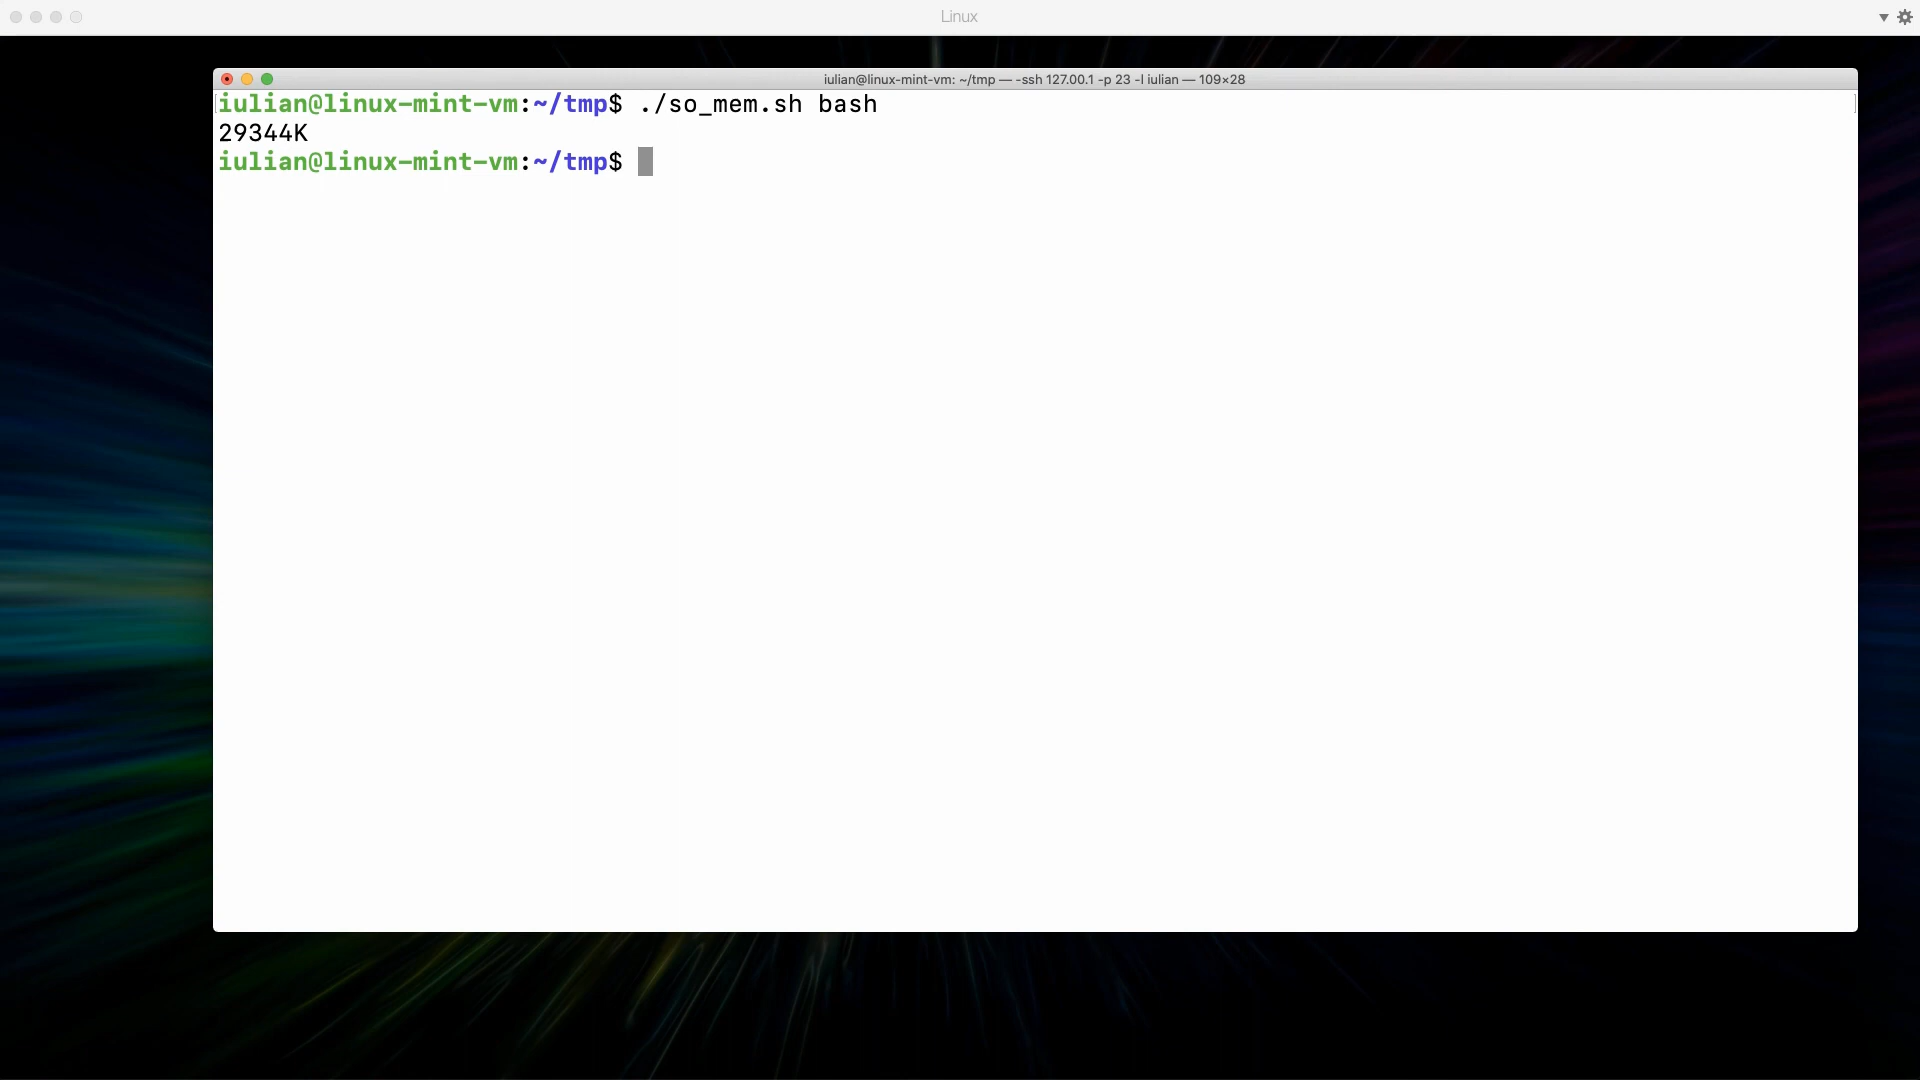 Linux
iulian@linux-mint-vm: ~/tmp — -ssh 127.00.1 -p 23 -l iulian — 109×28
iulian@linux-mint-vm:~/tmp$ ./so_mem.sh bash
29344K
iulian@linux-mint-vm:~/tmp$